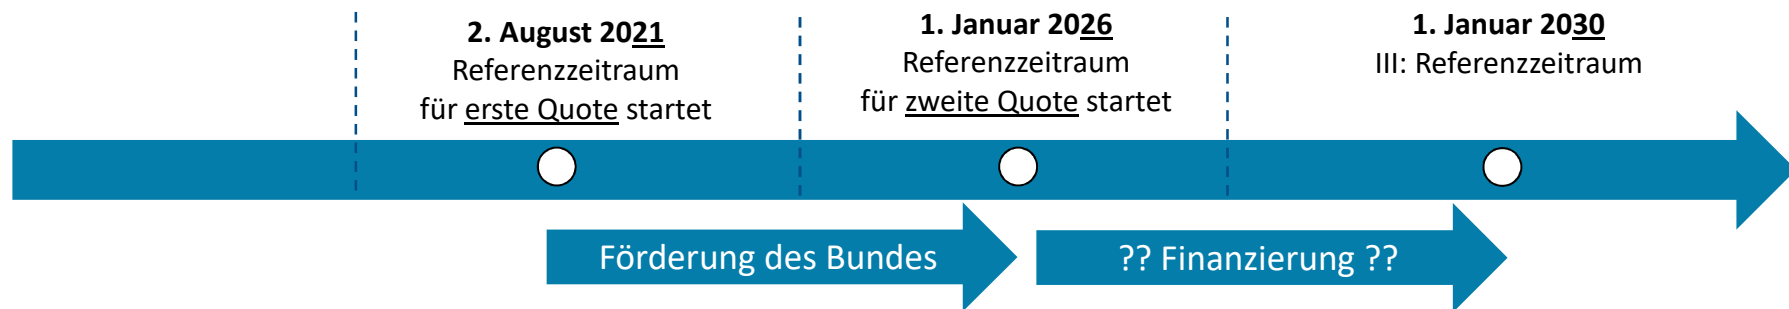 2. August 2021
Referenzzeitraum
für erste Quote startet
1. Januar 2026
Referenzzeitraum
für zweite Quote startet
1. Januar 2030
III: Referenzzeitraum
Förderung des Bundes
?? Finanzierung ??